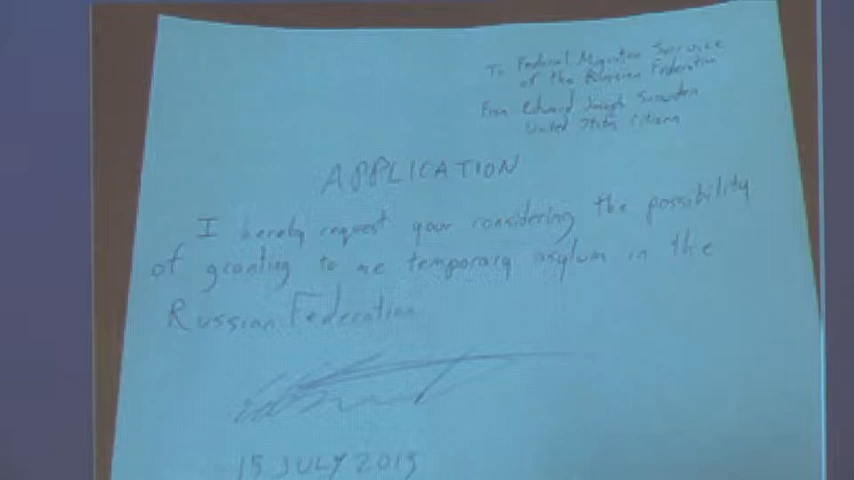 To Federal Migration Service
of the Russian Federation
From Edward Joseph Snowden
United States Citizen
APPLICATION
I hereby request your considering the possibility
of granting to me temporary asylum in the
Russian Federation
15 JULY 2013